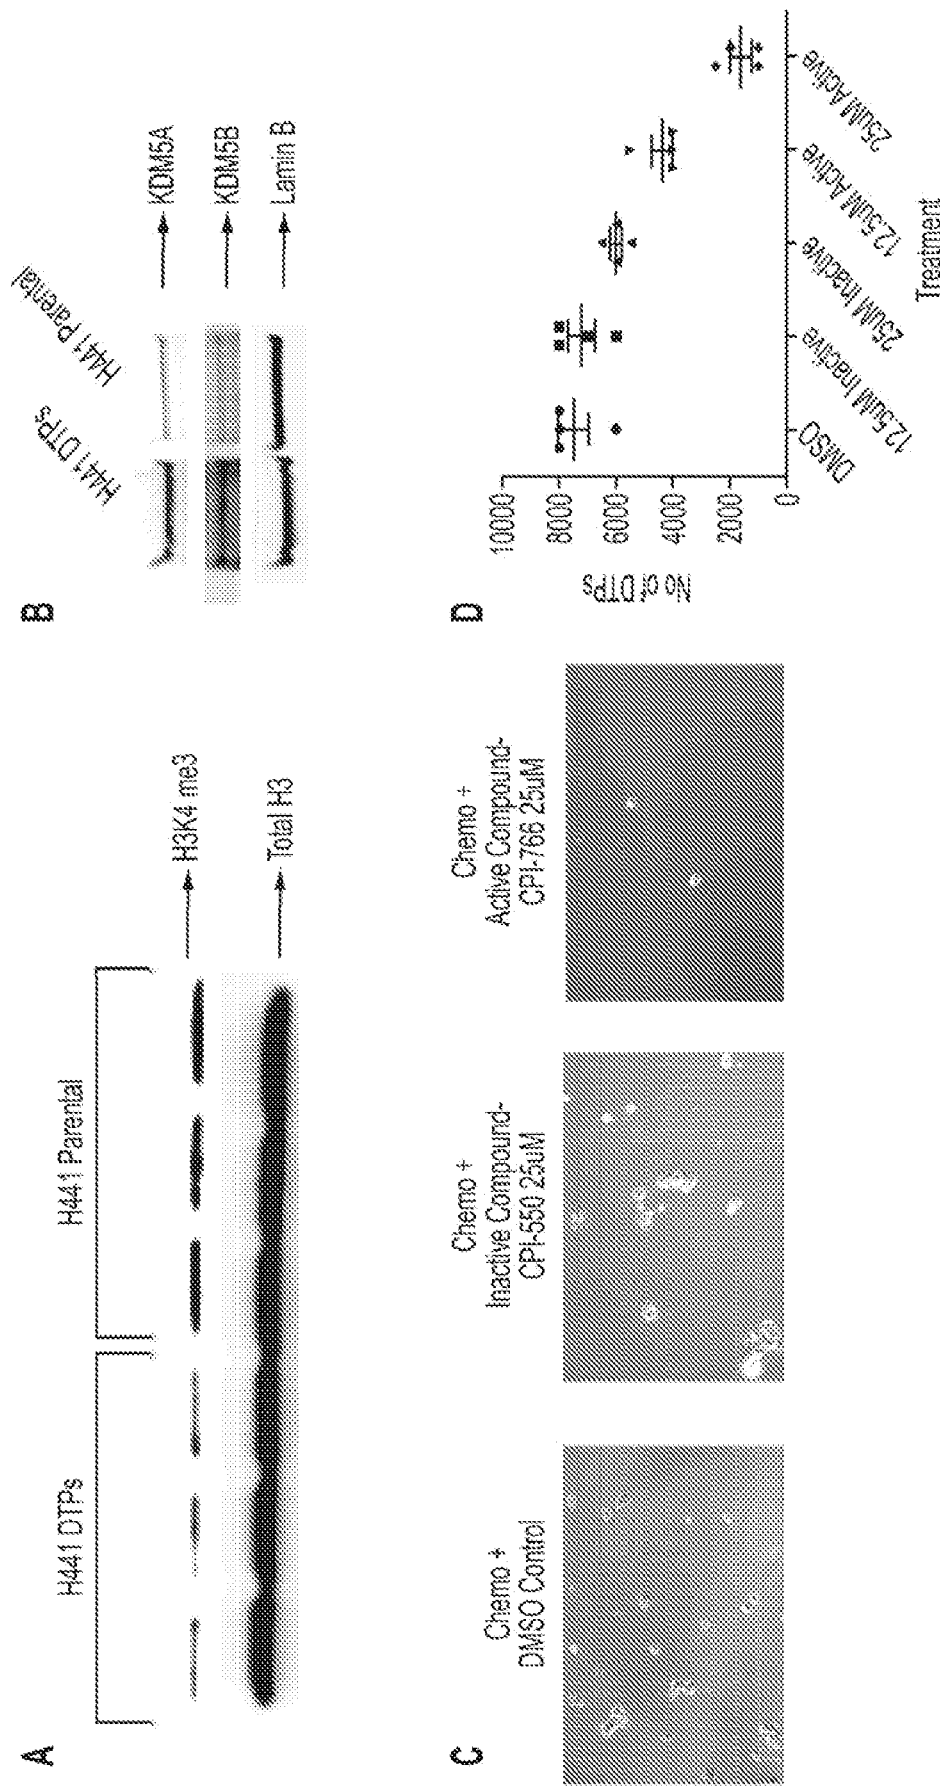 A
H441 DTPs
H441 Parental
H3K4 me3
Total H3
B
H441 DTPs
H441 Parental
KDM5A
KDM5B
Lamin B
C
Chemo +
DMSO Control
Chemo +
Inactive Compound-
CPI-550 25uM
Chemo +
Active Compound-
CPI-766 25uM
D
No of DTPs
10000
8000
6000
4000
2000
0
DMSO
12.5uM Inactive
25uM Inactive
12.5uM Active
25uM Active
Treatment